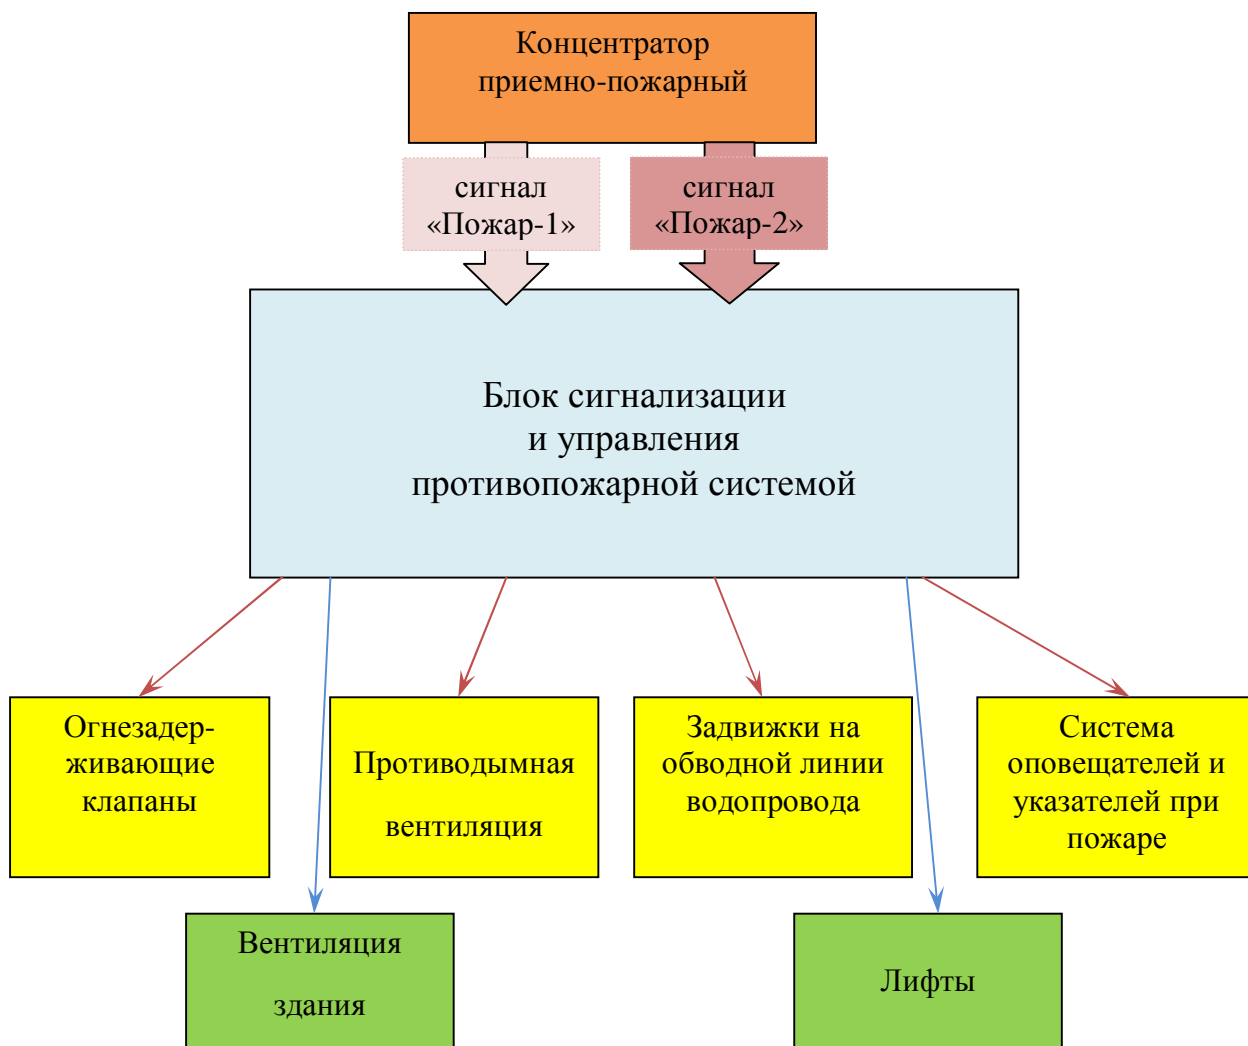 Концентратор
приемно-пожарный
сигнал
«Пожар-1»
сигнал
«Пожар-2»
Блок сигнализации
и управления
противопожарной системой
Огнезадер-
живающие
клапаны
Противодымная
вентиляция
Задвижки на
обводной линии
водопровода
Система
оповещателей и
указателей при
пожаре
Вентиляция
здания
Лифты